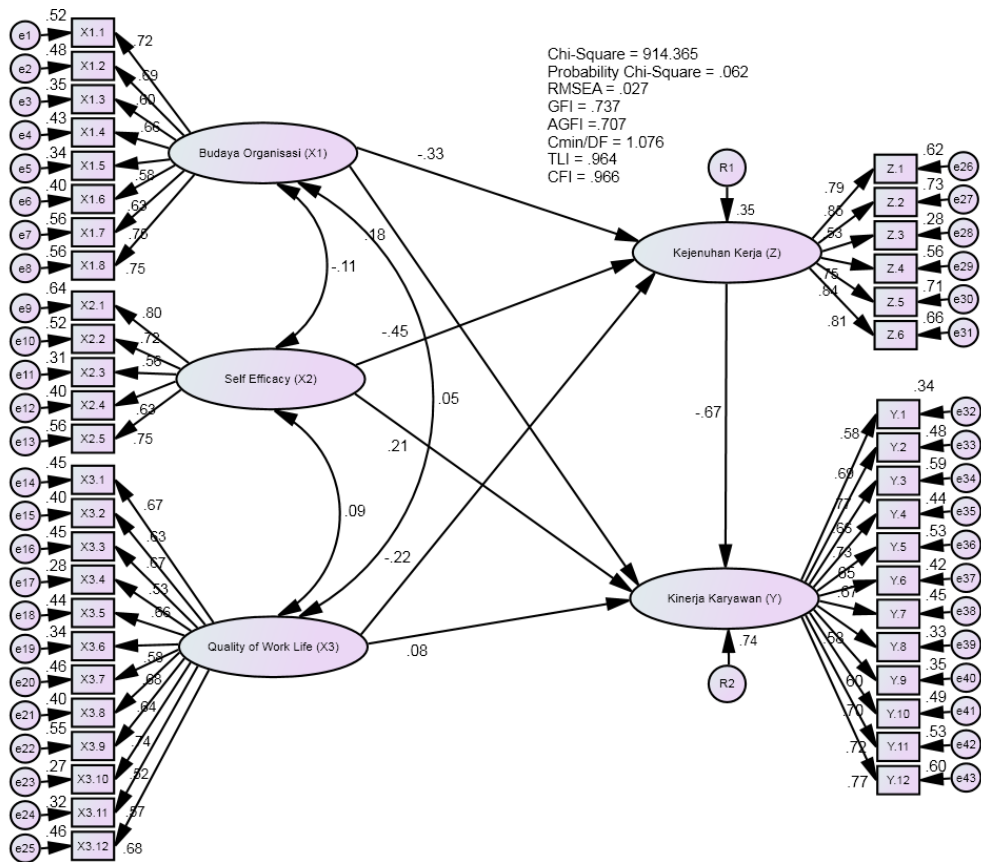 Chi-Square = 914.365
Probability Chi-Square = .062
RMSEA = .027
GFI = .737
AGFI = .707
Cmin/DF = 1.076
TLI = .964
CFI = .966
e1 .52 X1.1 .72
e2 .48 X1.2 .69
e3 .35 X1.3 .60
e4 .43 X1.4 .66
e5 .34 X1.5 .58
e6 .40 X1.6 .63
e7 .56 X1.7 .75
e8 .56 X1.8 .75
Budaya Organisasi (X1)
e9 .64 X2.1 .80
e10 .52 X2.2 .72
e11 .31 X2.3 .56
e12 .40 X2.4 .63
e13 .56 X2.5 .75
Self Efficacy (X2)
e14 .45 X3.1 .67
e15 .40 X3.2 .63
e16 .45 X3.3 .67
e17 .28 X3.4 .53
e18 .44 X3.5 .66
e19 .34 X3.6 .58
e20 .46 X3.7 .68
e21 .40 X3.8 .64
e22 .55 X3.9 .74
e23 .27 X3.10 .52
e24 .32 X3.11 .57
e25 .46 X3.12 .68
Quality of Work Life (X3)
-.33
.18
-.11
-.45
.05
.21
.09
-.22
.08
-.67
R1
.35
Kejenuhan Kerja (Z)
.79 Z.1 .62 e26
.85 Z.2 .73 e27
.53 Z.3 .28 e28
.75 Z.4 .56 e29
.84 Z.5 .71 e30
.81 Z.6 .66 e31
Kinerja Karyawan (Y)
.74
R2
.58 Y.1 .34 e32
.69 Y.2 .48 e33
.77 Y.3 .59 e34
.66 Y.4 .44 e35
.73 Y.5 .53 e36
.65 Y.6 .42 e37
.67 Y.7 .45 e38
.58 Y.8 .33 e39
.60 Y.9 .35 e40
.70 Y.10 .49 e41
.72 Y.11 .53 e42
.77 Y.12 .60 e43